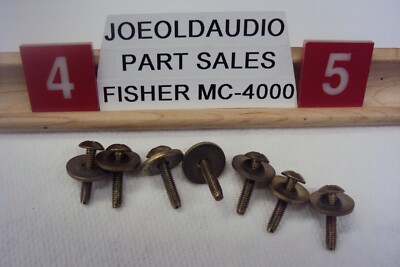 JOEOLDAUDIO
PART SALES
FISHER MC-4000
4
5